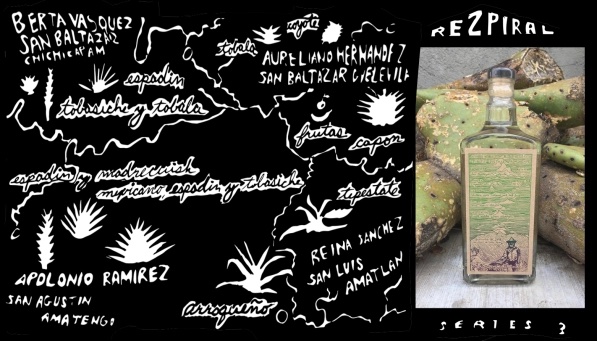 BERTA VASQUEZ
SAN BALTAZAR
CHICHICAPAM
espadin
tobasiche y tobala
tobala
coyote
AURELIANO HERNANDEZ
SAN BALTAZAR GUELEVILA
frutas
capon
espadin y madrecuish
mexicano, espadin y tobasiche
tepestate
APOLONIO RAMIREZ
SAN AGUSTIN
AMATENGO
arroqueño
REINA SANCHEZ
SAN LUIS
AMATLAN
REZPIRAL
SERIES 3